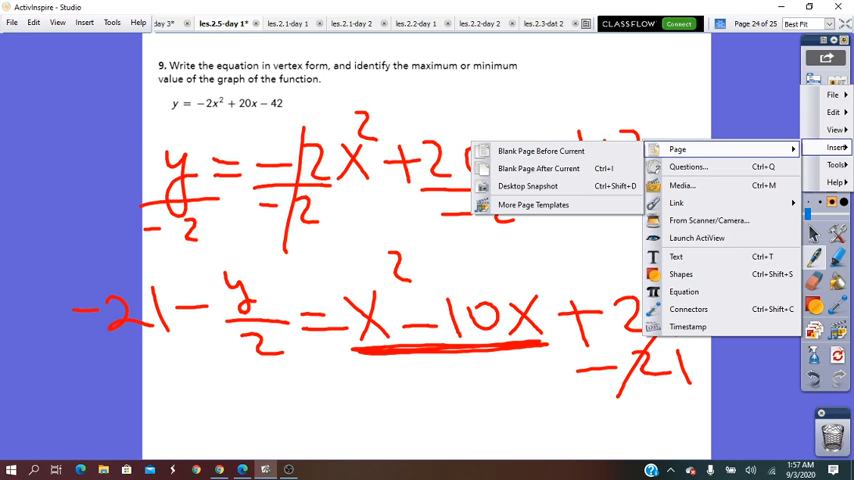 ActivInspire - Studio
File Edit View Insert Tools Help
day 3* les.2.5-day 1* les.2.1-day 1 les.2.1-day 2 les.2.2-day 1 les.2.2-day 2 les.2.3-dat 2
CLASSFLOW Connect
Page 24 of 25 Best Fit
9. Write the equation in vertex form, and identify the maximum or minimum
value of the graph of the function.
y = −2x² + 20x − 42
y = −2x² + 2
−2 −2 − 2
-21 - y/2 = x² - 10x + 2
- 21
Blank Page Before Current
Blank Page After Current Ctrl+I
Desktop Snapshot Ctrl+Shift+D
More Page Templates
Page
Questions... Ctrl+Q
Media... Ctrl+M
Link
From Scanner/Camera...
Launch ActiView
Text Ctrl+T
Shapes Ctrl+Shift+S
Equation
Connectors Ctrl+Shift+C
Timestamp
File
Edit
View
Insert
Tools
Help
1:57 AM
9/3/2020